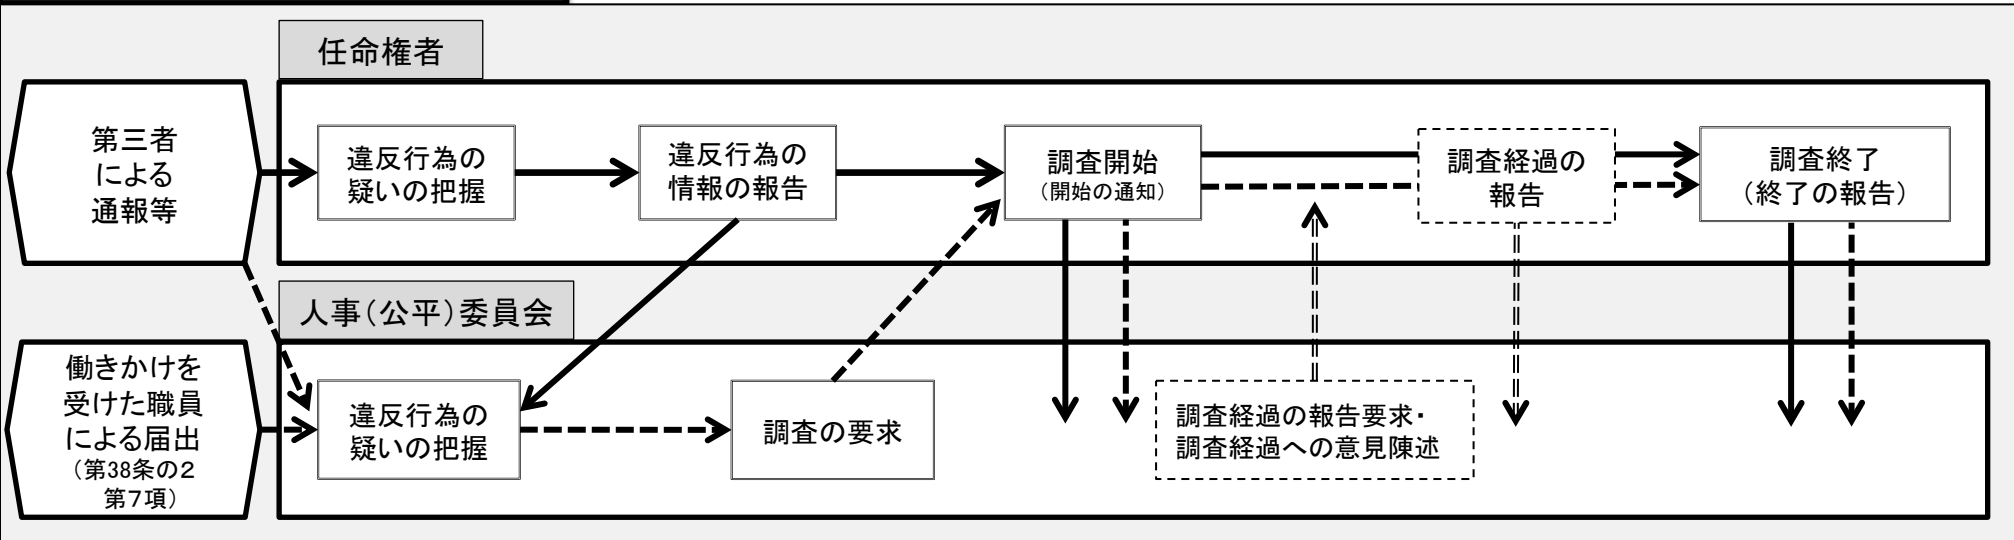 任命権者
第三者
による
通報等
違反行為の
疑いの把握
違反行為の
情報の報告
調査開始
（開始の通知）
調査経過の
報告
調査終了
（終了の報告）
人事（公平）委員会
働きかけを
受けた職員
による届出
（第38条の２
第７項）
違反行為の
疑いの把握
調査の要求
調査経過の報告要求・
調査経過への意見陳述